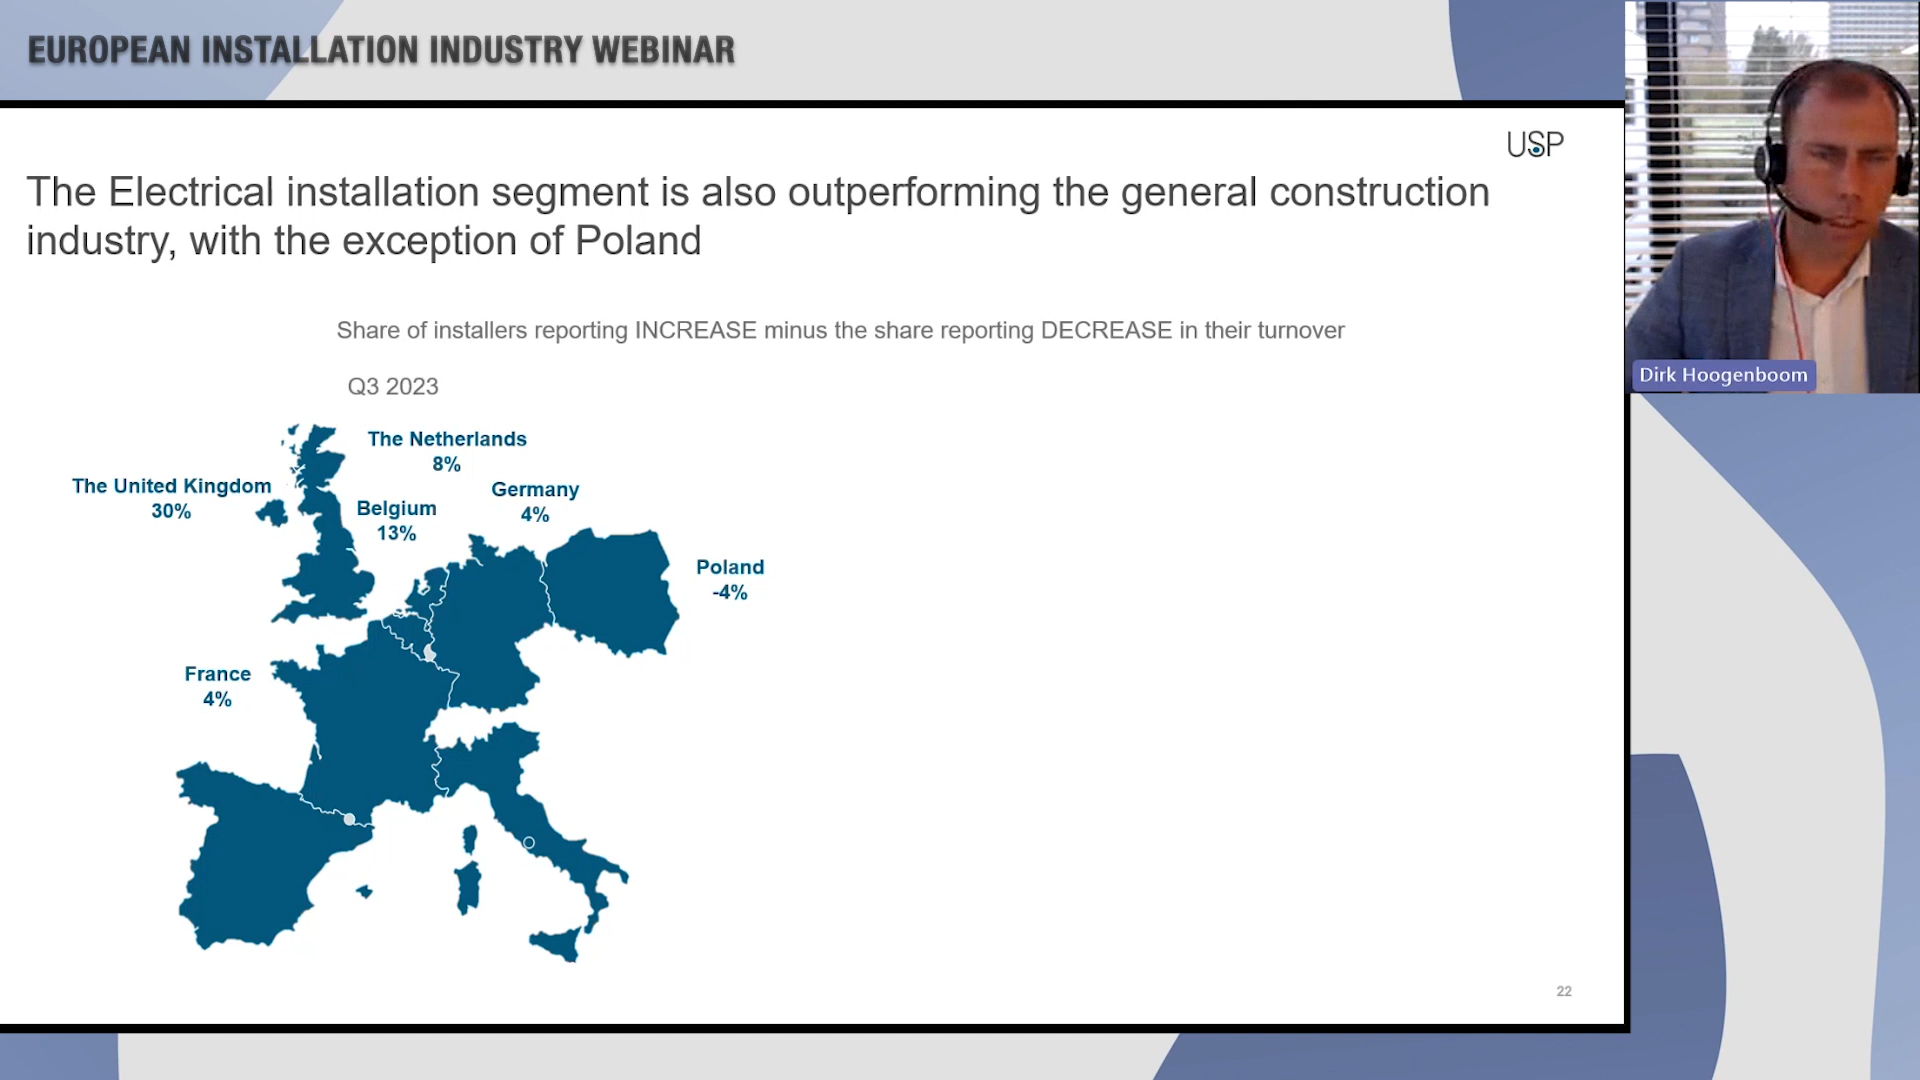 EUROPEAN INSTALLATION INDUSTRY WEBINAR
USP
The Electrical installation segment is also outperforming the general construction
industry, with the exception of Poland
Share of installers reporting INCREASE minus the share reporting DECREASE in their turnover
Dirk Hoogenboom
Q3 2023
The Netherlands
8%
The United Kingdom
30%
Germany
4%
Belgium
13%
Poland
-4%
France
4%
22